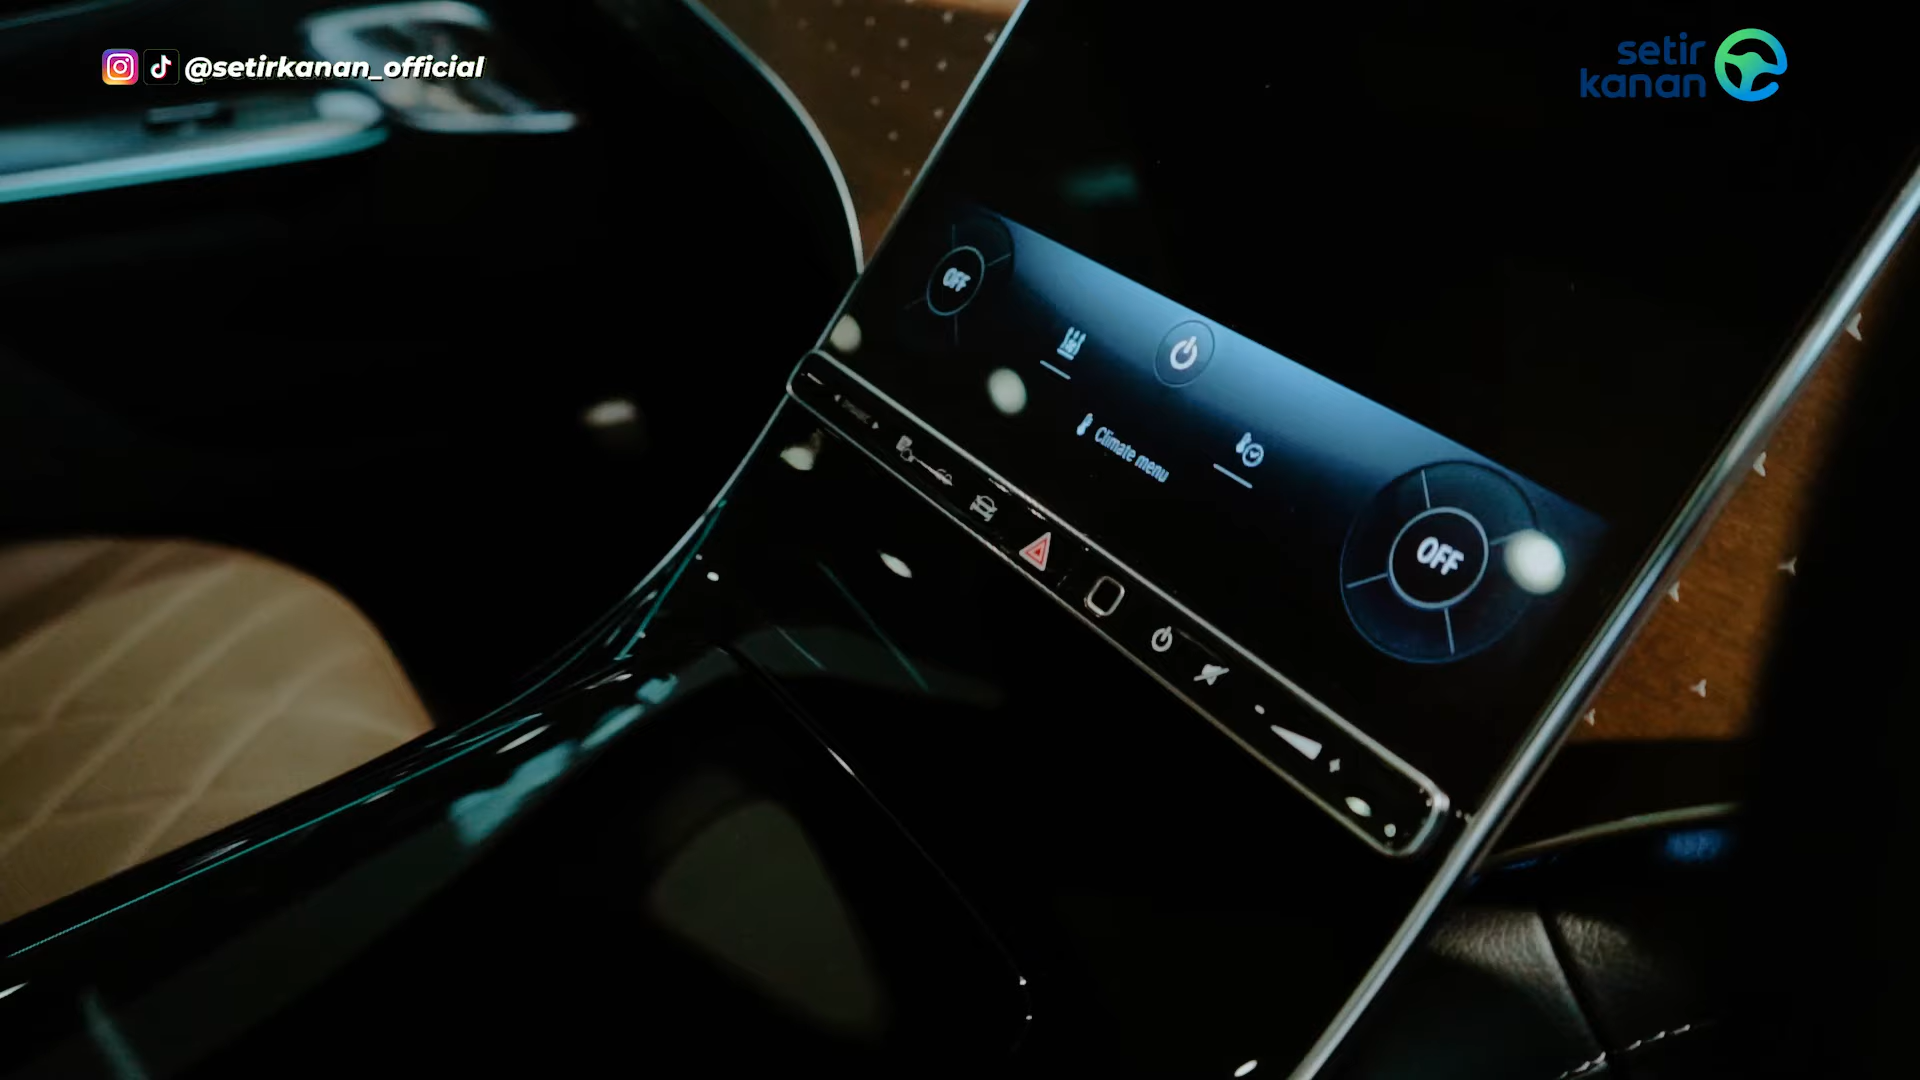 @setirkanan_official
setir
kanan
OFF
Climate menu
OFF